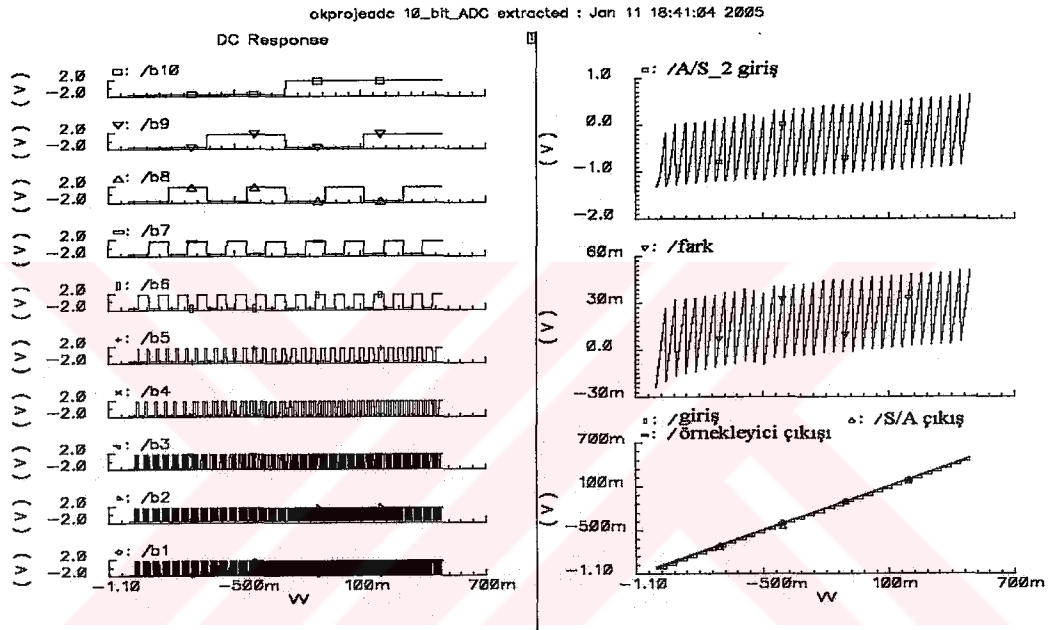 okprojeadc 10_bit_ADC extracted : Jan 11 18:41:04 2005
DC Response
/b10
2.0
-2.0
(V)
/b9
2.0
-2.0
(V)
/b8
2.0
-2.0
(V)
/b7
2.0
-2.0
(V)
/b6
2.0
-2.0
(V)
/b5
2.0
-2.0
(V)
/b4
2.0
-2.0
(V)
/b3
2.0
-2.0
(V)
/b2
2.0
-2.0
(V)
/b1
2.0
-2.0
(V)
-1.10 -500m 100m 700m
VV
1
: /A/S_2 giriş
1.0
0.0
-1.0
-2.0
(V)
: /fark
60m
30m
0.0
-30m
(V)
: /giriş : /S/A çıkış
: /örnekleyici çıkışı
700m
100m
-500m
-1.10
(V)
-1.10 -500m 100m 700m
VV